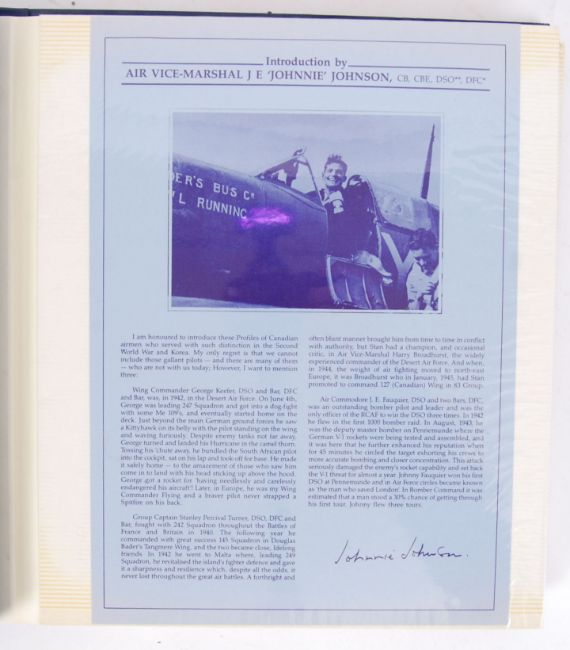 Introduction by
AIR VICE-MARSHAL J E 'JOHNNIE' JOHNSON, CB, CBE, DSO**, DFC*
DER'S BUS Cº
L RUNNING
I am honoured to introduce these Profiles of Canadian
airmen who served with such distinction in the Second
World War and Korea. My only regret is that we cannot
include those gallant pilots — and there are many of them
— who are not with us today. However, I want to mention
three:
Wing Commander George Keefer, DSO and Bar, DFC
and Bar, was, in 1942, in the Desert Air Force. On June 4th,
George was leading 247 Squadron and got into a dog-fight
with some Me 109's, and eventually started home on the
deck. Just beyond the main German ground forces he saw
a Kittyhawk on its belly with the pilot standing on the wing
and waving furiously. Despite enemy tanks not far away,
George turned and landed his Hurricane in the camel thorn.
Tossing his 'chute away, he bundled the South African pilot
into the cockpit, sat on his lap and took off for base. He made
it safely home — to the amazement of those who saw him
come in to land with his head sticking up above the hood.
George got a rocket for 'having needlessly and carelessly
endangered his aircraft'! Later, in Europe, he was my Wing
Commander Flying and a braver pilot never strapped a
Spitfire on his back.
Group Captain Stanley Percival Turner, DSO, DFC and
Bar, fought with 242 Squadron throughout the Battles of
France and Britain in 1940. The following year he
commanded with great success 145 Squadron in Douglas
Bader's Tangmere Wing, and the two became close, lifelong
friends. In 1942 he went to Malta where, leading 249
Squadron, he revitalised the island's fighter defence and gave
it a sharpness and resilience which, despite all the odds, it
never lost throughout the great air battles. A forthright and
often blunt manner brought him from time to time in conflict
with authority, but Stan had a champion, and occasional
critic, in Air Vice-Marshal Harry Broadhurst, the widely
experienced commander of the Desert Air Force. And when,
in 1944, the weight of air fighting moved to north-east
Europe, it was Broadhurst who in January, 1945, had Stan
promoted to command 127 (Canadian) Wing in 83 Group.
Air Commodore J. E. Fauquier, DSO and two Bars, DFC,
was an outstanding bomber pilot and leader and was the
only officer of the RCAF to win the DSO three times. In 1942
he flew in the first 1000 bomber raid. In August, 1943, he
was the deputy master bomber on Pennemunde where the
German V-1 rockets were being tested and assembled, and
it was here that he further enhanced his reputation when
for 45 minutes he circled the target exhorting his crews to
more accurate bombing and closer concentration. This attack
seriously damaged the enemy's rocket capability and set back
the V-1 threat for almost a year. Johnny Fauquier won his first
DSO at Pennemunde and in Air Force circles became known
as 'the man who saved London'. In Bomber Command it was
estimated that a man stood a 30% chance of getting through
his first tour. Johnny flew three tours.
Johnnie Johnson.